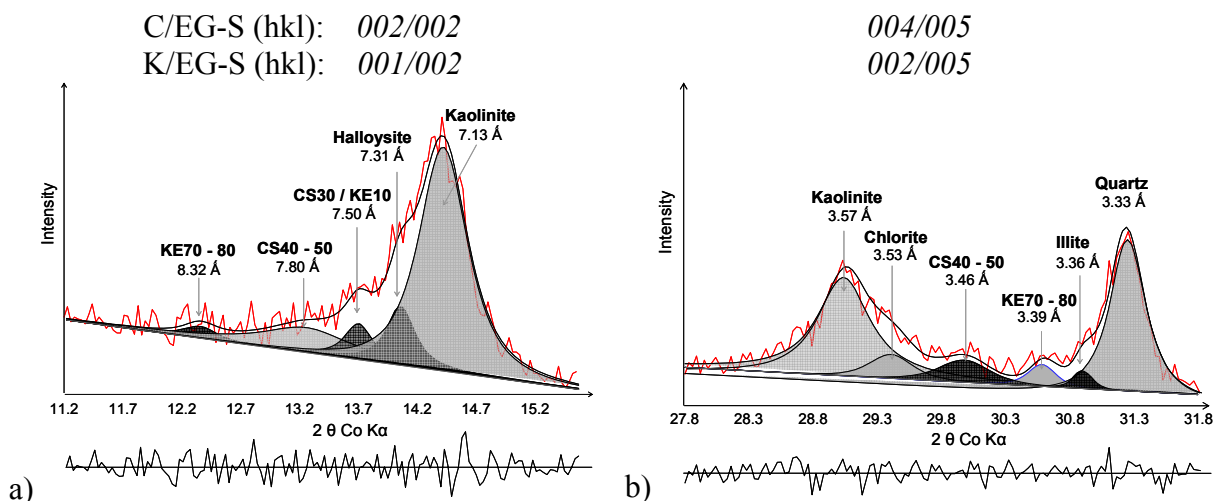 C/EG-S (hkl): 002/002
K/EG-S (hkl): 001/002
004/005
002/005
Intensity
Kaolinite
7.13 Å
Halloysite
7.31 Å
CS30 / KE10
7.50 Å
CS40 - 50
7.80 Å
KE70 - 80
8.32 Å
11.2 11.7 12.2 12.7 13.2 13.7 14.2 14.7 15.2
2 θ Co Kα
a)
Intensity
Quartz
3.33 Å
Kaolinite
3.57 Å
Chlorite
3.53 Å
Illite
3.36 Å
CS40 - 50
3.46 Å
KE70 - 80
3.39 Å
27.8 28.3 28.8 29.3 29.8 30.3 30.8 31.3 31.8
2 θ Co Kα
b)